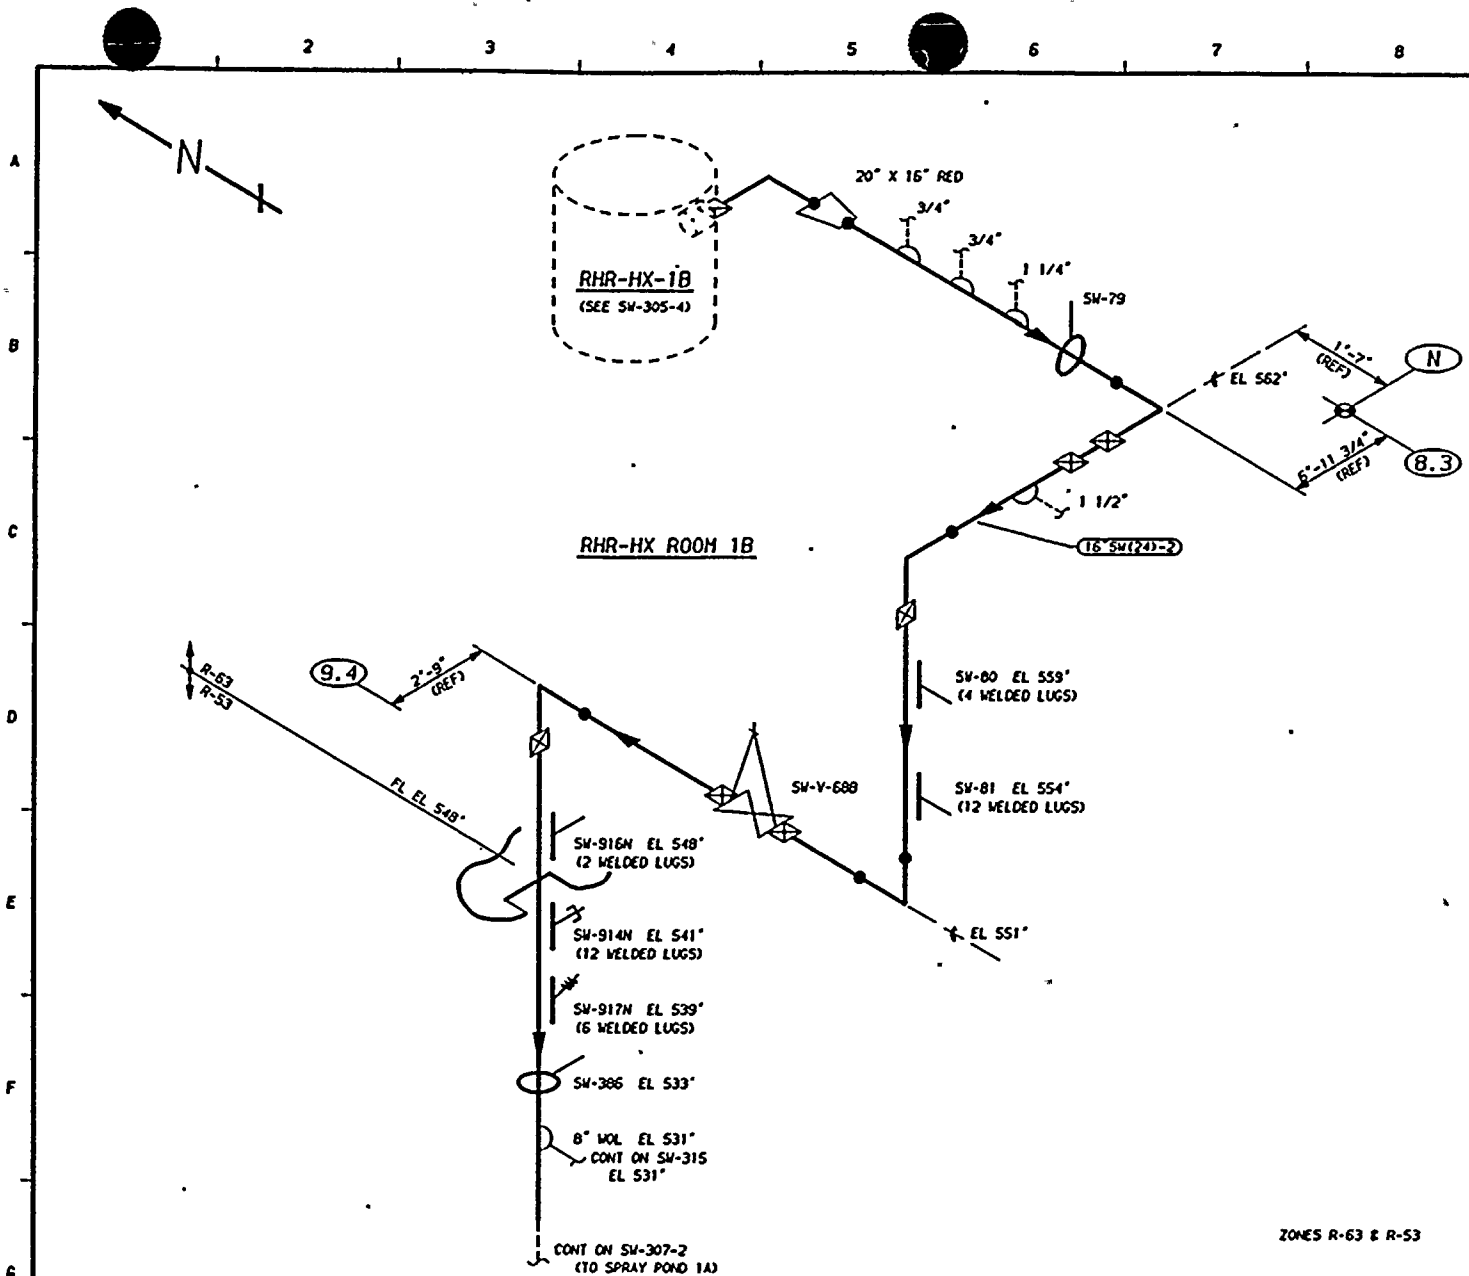 2 3 4 5 6 7 8
A
B
C
D
E
F
G
N
20" X 16" RED
3/4"
3/4"
1 1/4"
RHR-HX-1B
(SEE SW-305-4)
SW-79
1'-7"
(REF)
N
EL 562'
6'-11 3/4"
(REF)
8.3
1 1/2"
16"SW(24)-2
RHR-HX ROOM 1B
R-63
R-53
9.4
2'-9"
(REF)
SW-80 EL 559'
(4 WELDED LUGS)
SW-V-688
SW-81 EL 554'
(12 WELDED LUGS)
FL EL 548'
SW-916N EL 548'
(2 WELDED LUGS)
EL 551'
SW-914N EL 541'
(12 WELDED LUGS)
SW-917N EL 539'
(6 WELDED LUGS)
SW-386 EL 533'
8" WOL EL 531'
CONT ON SW-315
EL 531'
ZONES R-63 & R-53
CONT ON SW-307-2
(TO SPRAY POND 1A)